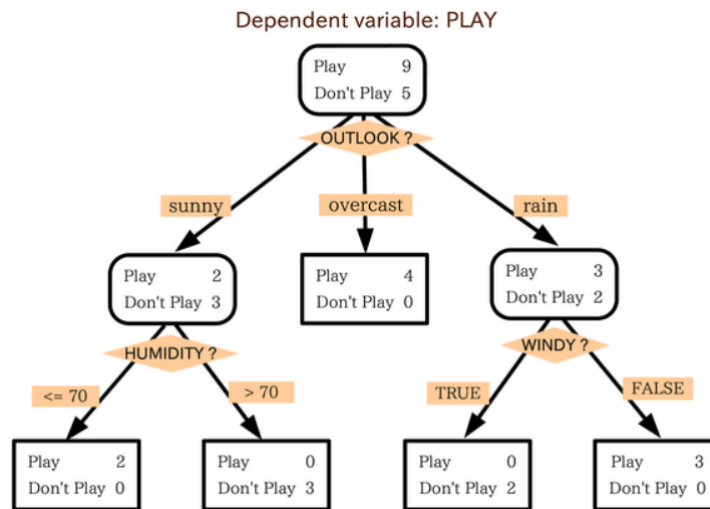 Dependent variable: PLAY
Play 9
Don't Play 5
OUTLOOK ?
sunny
overcast
rain
Play 2
Don't Play 3
Play 4
Don't Play 0
Play 3
Don't Play 2
HUMIDITY ?
WINDY ?
<= 70
> 70
TRUE
FALSE
Play 2
Don't Play 0
Play 0
Don't Play 3
Play 0
Don't Play 2
Play 3
Don't Play 0